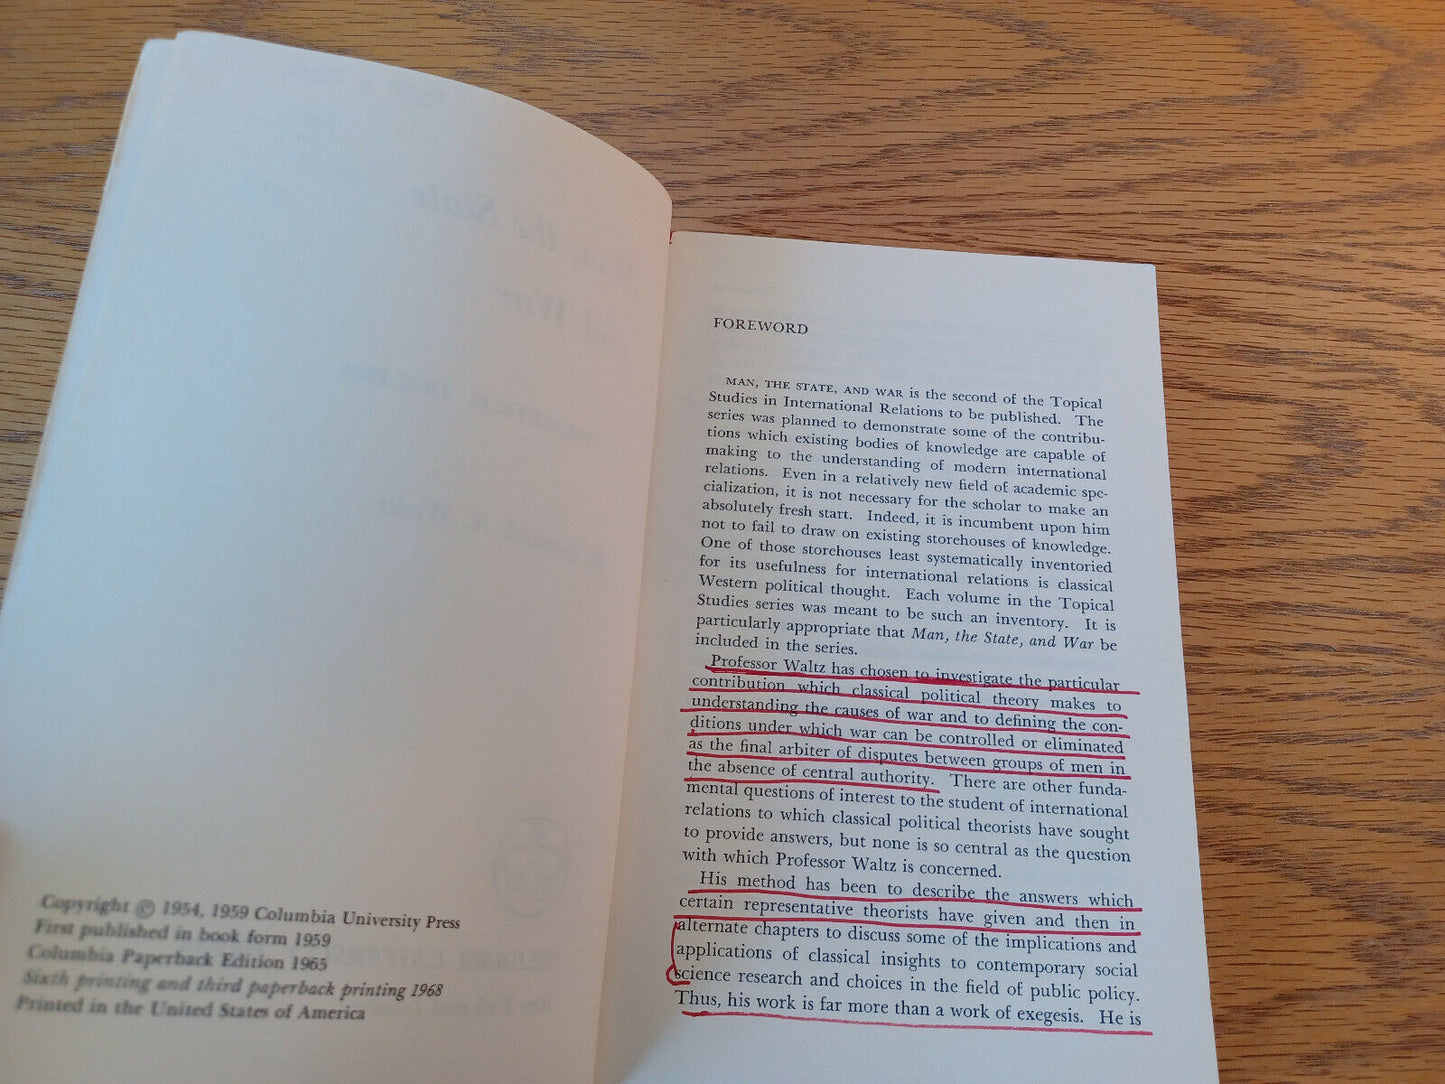 Copyright © 1954, 1959 Columbia University Press
First published in book form 1959
Columbia Paperback Edition 1965
Sixth printing and third paperback printing 1968
Printed in the United States of America
FOREWORD
MAN, THE STATE, AND WAR is the second of the Topical
Studies in International Relations to be published. The
series was planned to demonstrate some of the contribu-
tions which existing bodies of knowledge are capable of
making to the understanding of modern international
relations. Even in a relatively new field of academic spe-
cialization, it is not necessary for the scholar to make an
absolutely fresh start. Indeed, it is incumbent upon him
not to fail to draw on existing storehouses of knowledge.
One of those storehouses least systematically inventoried
for its usefulness for international relations is classical
Western political thought. Each volume in the Topical
Studies series was meant to be such an inventory. It is
particularly appropriate that Man, the State, and War be
included in the series.
Professor Waltz has chosen to investigate the particular
contribution which classical political theory makes to
understanding the causes of war and to defining the con-
ditions under which war can be controlled or eliminated
as the final arbiter of disputes between groups of men in
the absence of central authority. There are other funda-
mental questions of interest to the student of international
relations to which classical political theorists have sought
to provide answers, but none is so central as the question
with which Professor Waltz is concerned.
His method has been to describe the answers which
certain representative theorists have given and then in
alternate chapters to discuss some of the implications and
applications of classical insights to contemporary social
science research and choices in the field of public policy.
Thus, his work is far more than a work of exegesis. He is